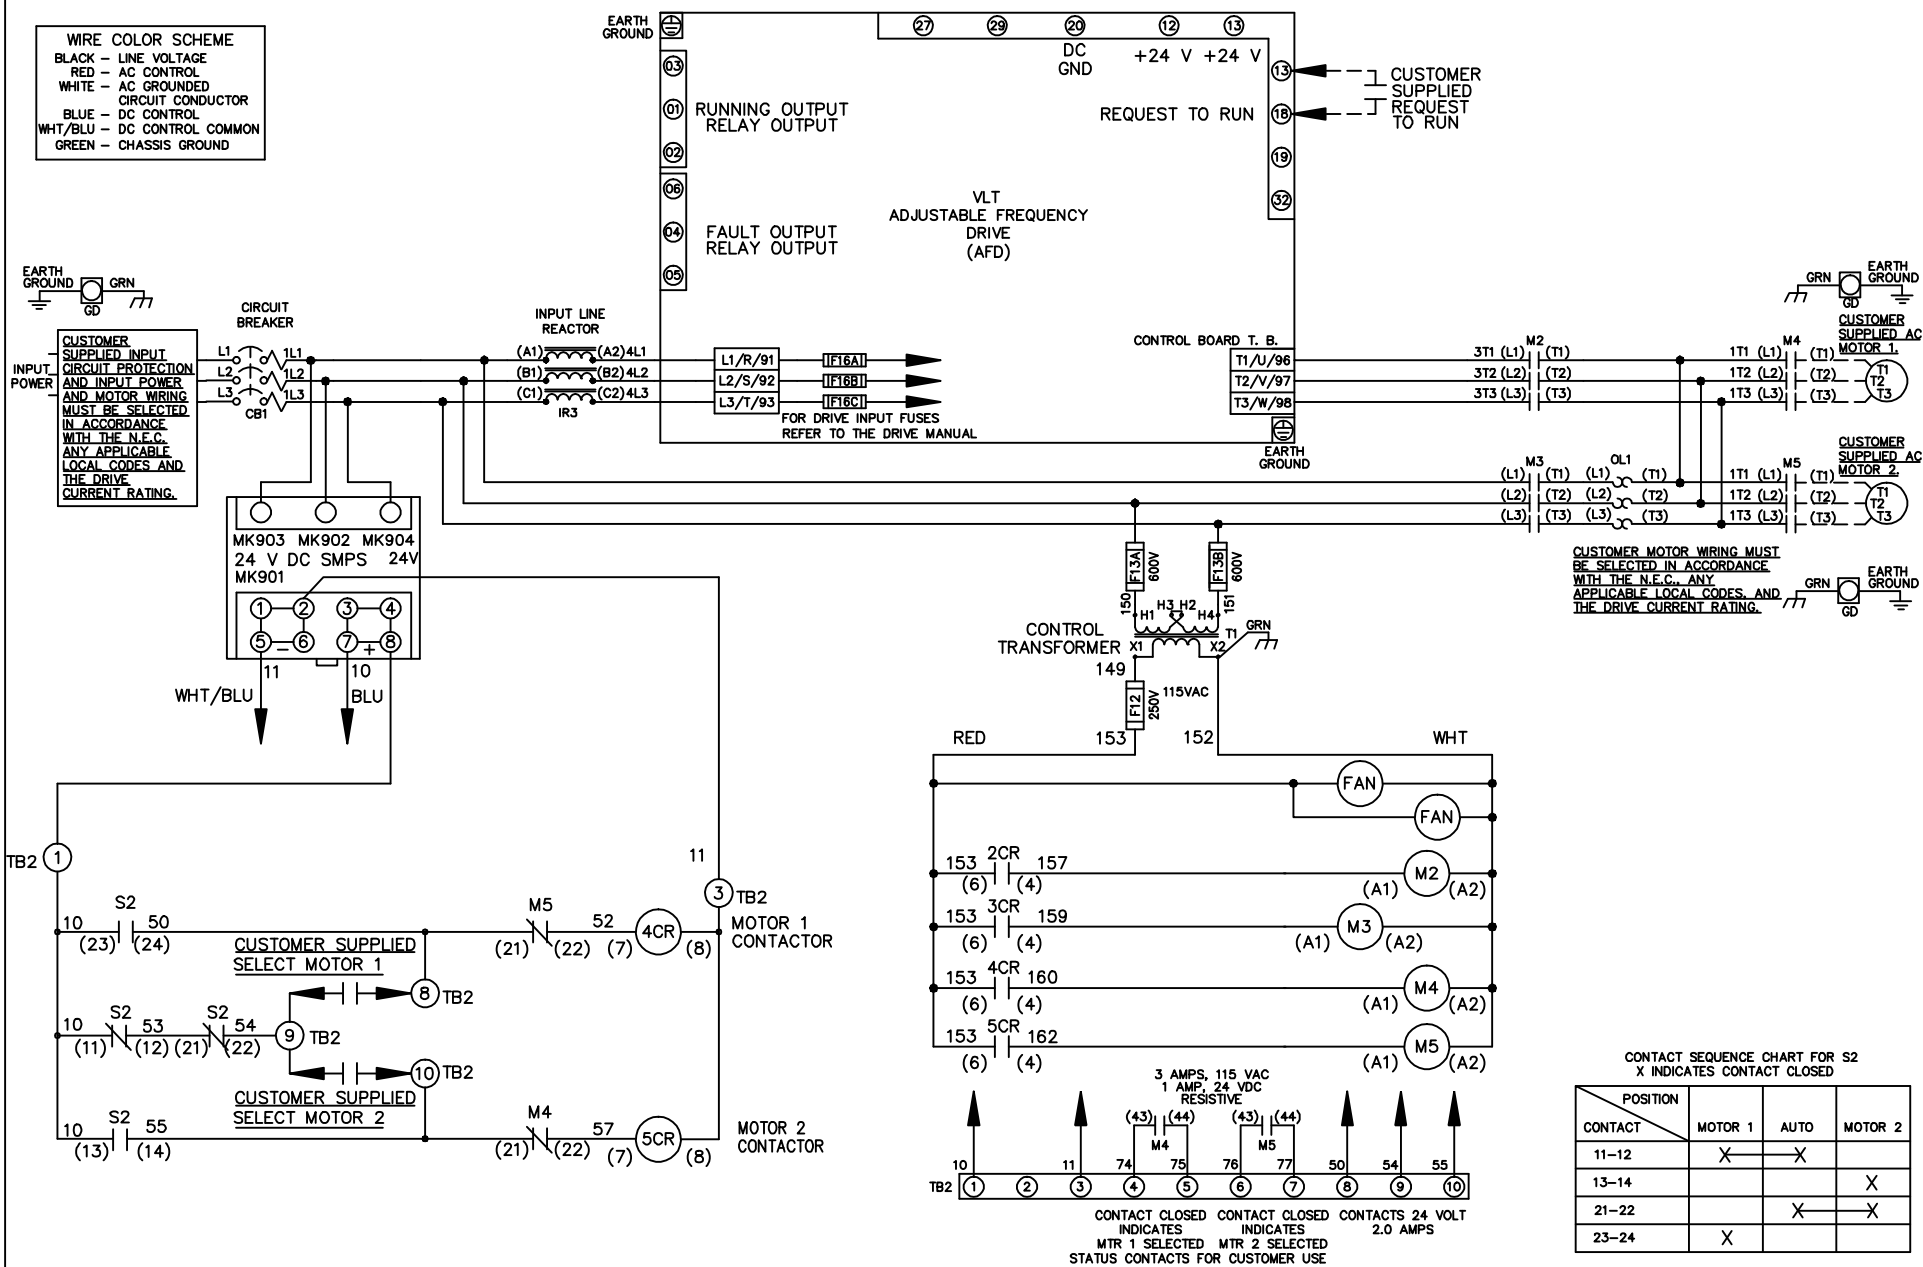 WIRE COLOR SCHEME
BLACK – LINE VOLTAGE
RED – AC CONTROL
WHITE – AC GROUNDED
CIRCUIT CONDUCTOR
BLUE – DC CONTROL
WHT/BLU – DC CONTROL COMMON
GREEN – CHASSIS GROUND
EARTH
GROUND
27 29 20 12 13
DC
GND
+24 V +24 V
03
01
02
RUNNING OUTPUT
RELAY OUTPUT
06
04
05
FAULT OUTPUT
RELAY OUTPUT
VLT
ADJUSTABLE FREQUENCY
DRIVE
(AFD)
REQUEST TO RUN
13
18
19
32
CUSTOMER
SUPPLIED
REQUEST
TO RUN
EARTH
GROUND
GRN
GD
INPUT
POWER
CUSTOMER
SUPPLIED INPUT
CIRCUIT PROTECTION
AND INPUT POWER
AND MOTOR WIRING
MUST BE SELECTED
IN ACCORDANCE
WITH THE N.E.C.
ANY APPLICABLE
LOCAL CODES AND
THE DRIVE
CURRENT RATING.
CIRCUIT
BREAKER
L1 1L1
L2 1L2
L3 1L3
CB1
INPUT LINE
REACTOR
(A1) (A2) 4L1
(B1) (B2) 4L2
(C1) (C2) 4L3
IR3
L1/R/91 F16A
L2/S/92 F16B
L3/T/93 F16C
FOR DRIVE INPUT FUSES
REFER TO THE DRIVE MANUAL
CONTROL BOARD T. B.
T1/U/96
T2/V/97
T3/W/98
EARTH
GROUND
M2
3T1 (L1) (T1)
3T2 (L2) (T2)
3T3 (L3) (T3)
GRN
GD
EARTH
GROUND
CUSTOMER
SUPPLIED AC
MOTOR 1.
M4
1T1 (L1) (T1) T1
1T2 (L2) (T2) T2
1T3 (L3) (T3) T3
CUSTOMER
SUPPLIED AC
MOTOR 2.
M3 OL1 M5
(L1) (T1) (L1) (T1) 1T1 (L1) (T1) T1
(L2) (T2) (L2) (T2) 1T2 (L2) (T2) T2
(L3) (T3) (L3) (T3) 1T3 (L3) (T3) T3
CUSTOMER MOTOR WIRING MUST
BE SELECTED IN ACCORDANCE
WITH THE N.E.C., ANY
APPLICABLE LOCAL CODES, AND
THE DRIVE CURRENT RATING.
GRN
GD
EARTH
GROUND
MK903 MK902 MK904
24 V DC SMPS 24V
MK901
1 2 3 4
5 – 6 7 + 8
11 10
WHT/BLU BLU
F13A 600V F13B 600V
150 151
H1 H3 H2 H4
CONTROL
TRANSFORMER
X1 X2 T1
GRN
149
F12 250V
115VAC
153 152
RED WHT
FAN
FAN
153 2CR 157 M2
(6) (4) (A1) (A2)
153 3CR 159 M3
(6) (4) (A1) (A2)
153 4CR 160 M4
(6) (4) (A1) (A2)
153 5CR 162 M5
(6) (4) (A1) (A2)
TB2 1
11
3 TB2
10 S2 50 M5 52 4CR
(23) (24) (21) (22) (7) (8)
MOTOR 1
CONTACTOR
CUSTOMER SUPPLIED
SELECT MOTOR 1
8 TB2
10 S2 53 S2 54 9 TB2
(11) (12) (21) (22)
10 TB2
CUSTOMER SUPPLIED
SELECT MOTOR 2
10 S2 55 M4 57 5CR
(13) (14) (21) (22) (7) (8)
MOTOR 2
CONTACTOR
3 AMPS, 115 VAC
1 AMP, 24 VDC
RESISTIVE
(43) (44) (43) (44)
M4 M5
10 11 74 75 76 77 50 54 55
TB2 1 2 3 4 5 6 7 8 9 10
CONTACT CLOSED
INDICATES
MTR 1 SELECTED
CONTACT CLOSED
INDICATES
MTR 2 SELECTED
CONTACTS 24 VOLT
2.0 AMPS
STATUS CONTACTS FOR CUSTOMER USE
CONTACT SEQUENCE CHART FOR S2
X INDICATES CONTACT CLOSED
POSITION
CONTACT MOTOR 1 AUTO MOTOR 2
11–12 X X
13–14 X
21–22 X X
23–24 X